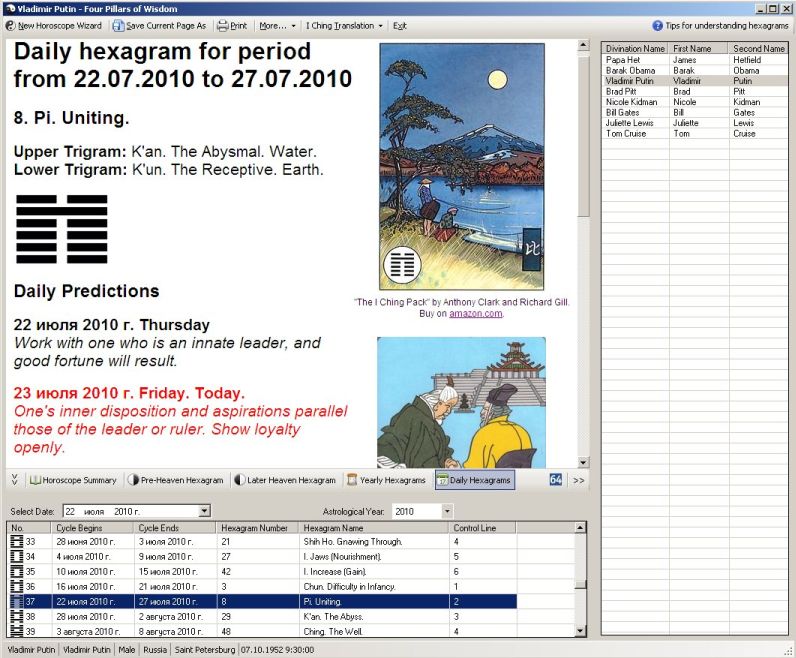 Vladimir Putin - Four Pillars of Wisdom
New Horoscope Wizard Save Current Page As Print More... I Ching Translation Exit Tips for understanding hexagrams
Daily hexagram for period
from 22.07.2010 to 27.07.2010
8. Pi. Uniting.
Upper Trigram: K'an. The Abysmal. Water.
Lower Trigram: K'un. The Receptive. Earth.
比
"The I Ching Pack" by Anthony Clark and Richard Gill.
Buy on amazon.com.
Daily Predictions
22 июля 2010 г. Thursday
Work with one who is an innate leader, and
good fortune will result.
23 июля 2010 г. Friday. Today.
One's inner disposition and aspirations parallel
those of the leader or ruler. Show loyalty
openly.
Divination Name First Name Second Name
Papa Het James Hetfield
Barak Obama Barak Obama
Vladimir Putin Vladimir Putin
Brad Pitt Brad Pitt
Nicole Kidman Nicole Kidman
Bill Gates Bill Gates
Juliette Lewis Juliette Lewis
Tom Cruise Tom Cruise
Horoscope Summary Pre-Heaven Hexagram Later Heaven Hexagram Yearly Hexagrams 17 Daily Hexagrams 64 >>
Select Date: 22 июля 2010 г. Astrological Year: 2010
No. Cycle Begins Cycle Ends Hexagram Number Hexagram Name Control Line
33 28 июня 2010 г. 3 июля 2010 г. 21 Shih Ho. Gnawing Through. 4
34 4 июля 2010 г. 9 июля 2010 г. 27 I. Jaws (Nourishment). 5
35 10 июля 2010 г. 15 июля 2010 г. 42 I. Increase (Gain). 6
36 16 июля 2010 г. 21 июля 2010 г. 3 Chun. Difficulty in Infancy. 1
37 22 июля 2010 г. 27 июля 2010 г. 8 Pi. Uniting. 2
38 28 июля 2010 г. 2 августа 2010 г. 29 K'an. The Abyss. 3
39 3 августа 2010 г. 8 августа 2010 г. 48 Ching. The Well. 4
Vladimir Putin Vladimir Putin Male Russia Saint Petersburg 07.10.1952 9:30:00